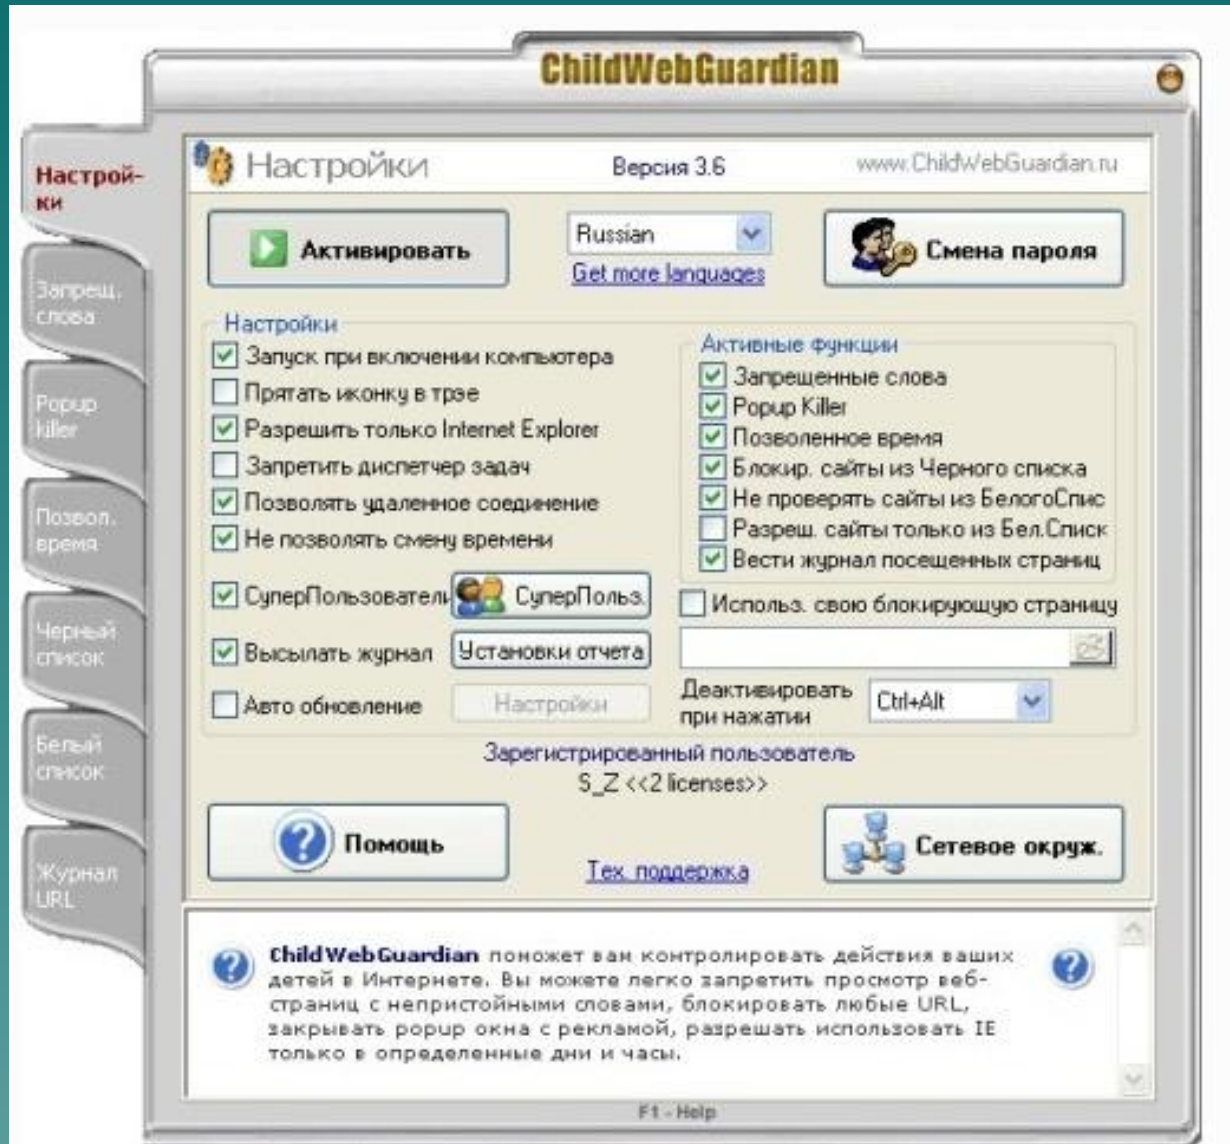 ChildWebGuardian
Настрой-
ки
Запрещ.
слова
Popup
killer
Позвол.
время
Черный
список
Белый
список
Журнал
URL
Настройки
Версия 3.6
www.ChildWebGuardian.ru
Активировать
Russian
Get more languages
Смена пароля
Настройки
Запуск при включении компьютера
Прятать иконку в трэе
Разрешить только Internet Explorer
Запретить диспетчер задач
Позволять удаленное соединение
Не позволять смену времени
СуперПользователь
СуперПольз.
Высылать журнал
Установки отчета
Авто обновление
Настройки
Активные функции
Запрещенные слова
Popup Killer
Позволенное время
Блокир. сайты из Черного списка
Не проверять сайты из БелогоСпис
Разреш. сайты только из Бел.Списк
Вести журнал посещенных страниц
Использ. свою блокирующую страницу
Деактивировать
при нажатии
Ctrl+Alt
Зарегистрированный пользователь
S_Z <<2 licenses>>
Помощь
Тех. поддержка
Сетевое окруж.
ChildWebGuardian поможет вам контролировать действия ваших
детей в Интернете. Вы можете легко запретить просмотр веб-
страниц с непристойными словами, блокировать любые URL,
закрывать popup окна с рекламой, разрешать использовать IE
только в определенные дни и часы.
F1 - Help